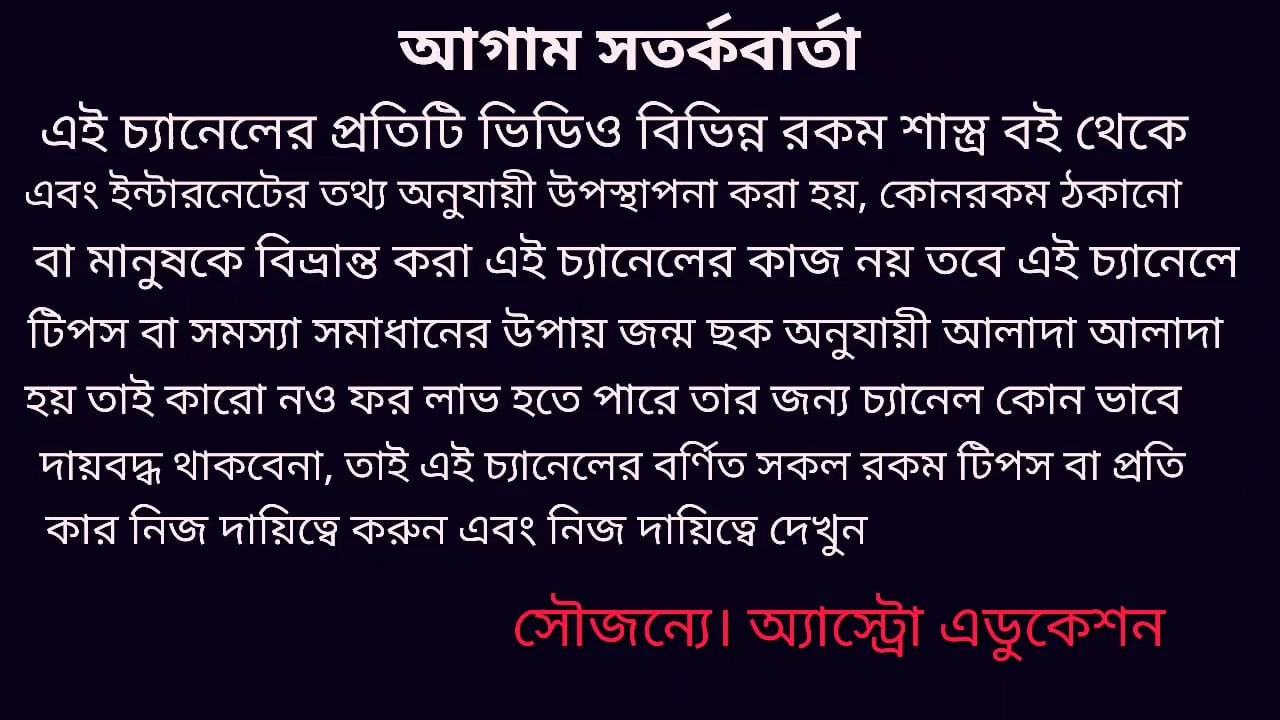 আগাম সতর্কবার্তা
এই চ্যানেলের প্রতিটি ভিডিও বিভিন্ন রকম শাস্ত্র বই থেকে
এবং ইন্টারনেটের তথ্য অনুযায়ী উপস্থাপনা করা হয়, কোনরকম ঠকানো
বা মানুষকে বিভ্রান্ত করা এই চ্যানেলের কাজ নয় তবে এই চ্যানেলে
টিপস বা সমস্যা সমাধানের উপায় জন্ম ছক অনুযায়ী আলাদা আলাদা
হয় তাই কারো নও ফর লাভ হতে পারে তার জন্য চ্যানেল কোন ভাবে
দায়বদ্ধ থাকবেনা, তাই এই চ্যানেলের বর্ণিত সকল রকম টিপস বা প্রতি
কার নিজ দায়িত্বে করুন এবং নিজ দায়িত্বে দেখুন
সৌজন্যে। অ্যাস্ট্রো এডুকেশন